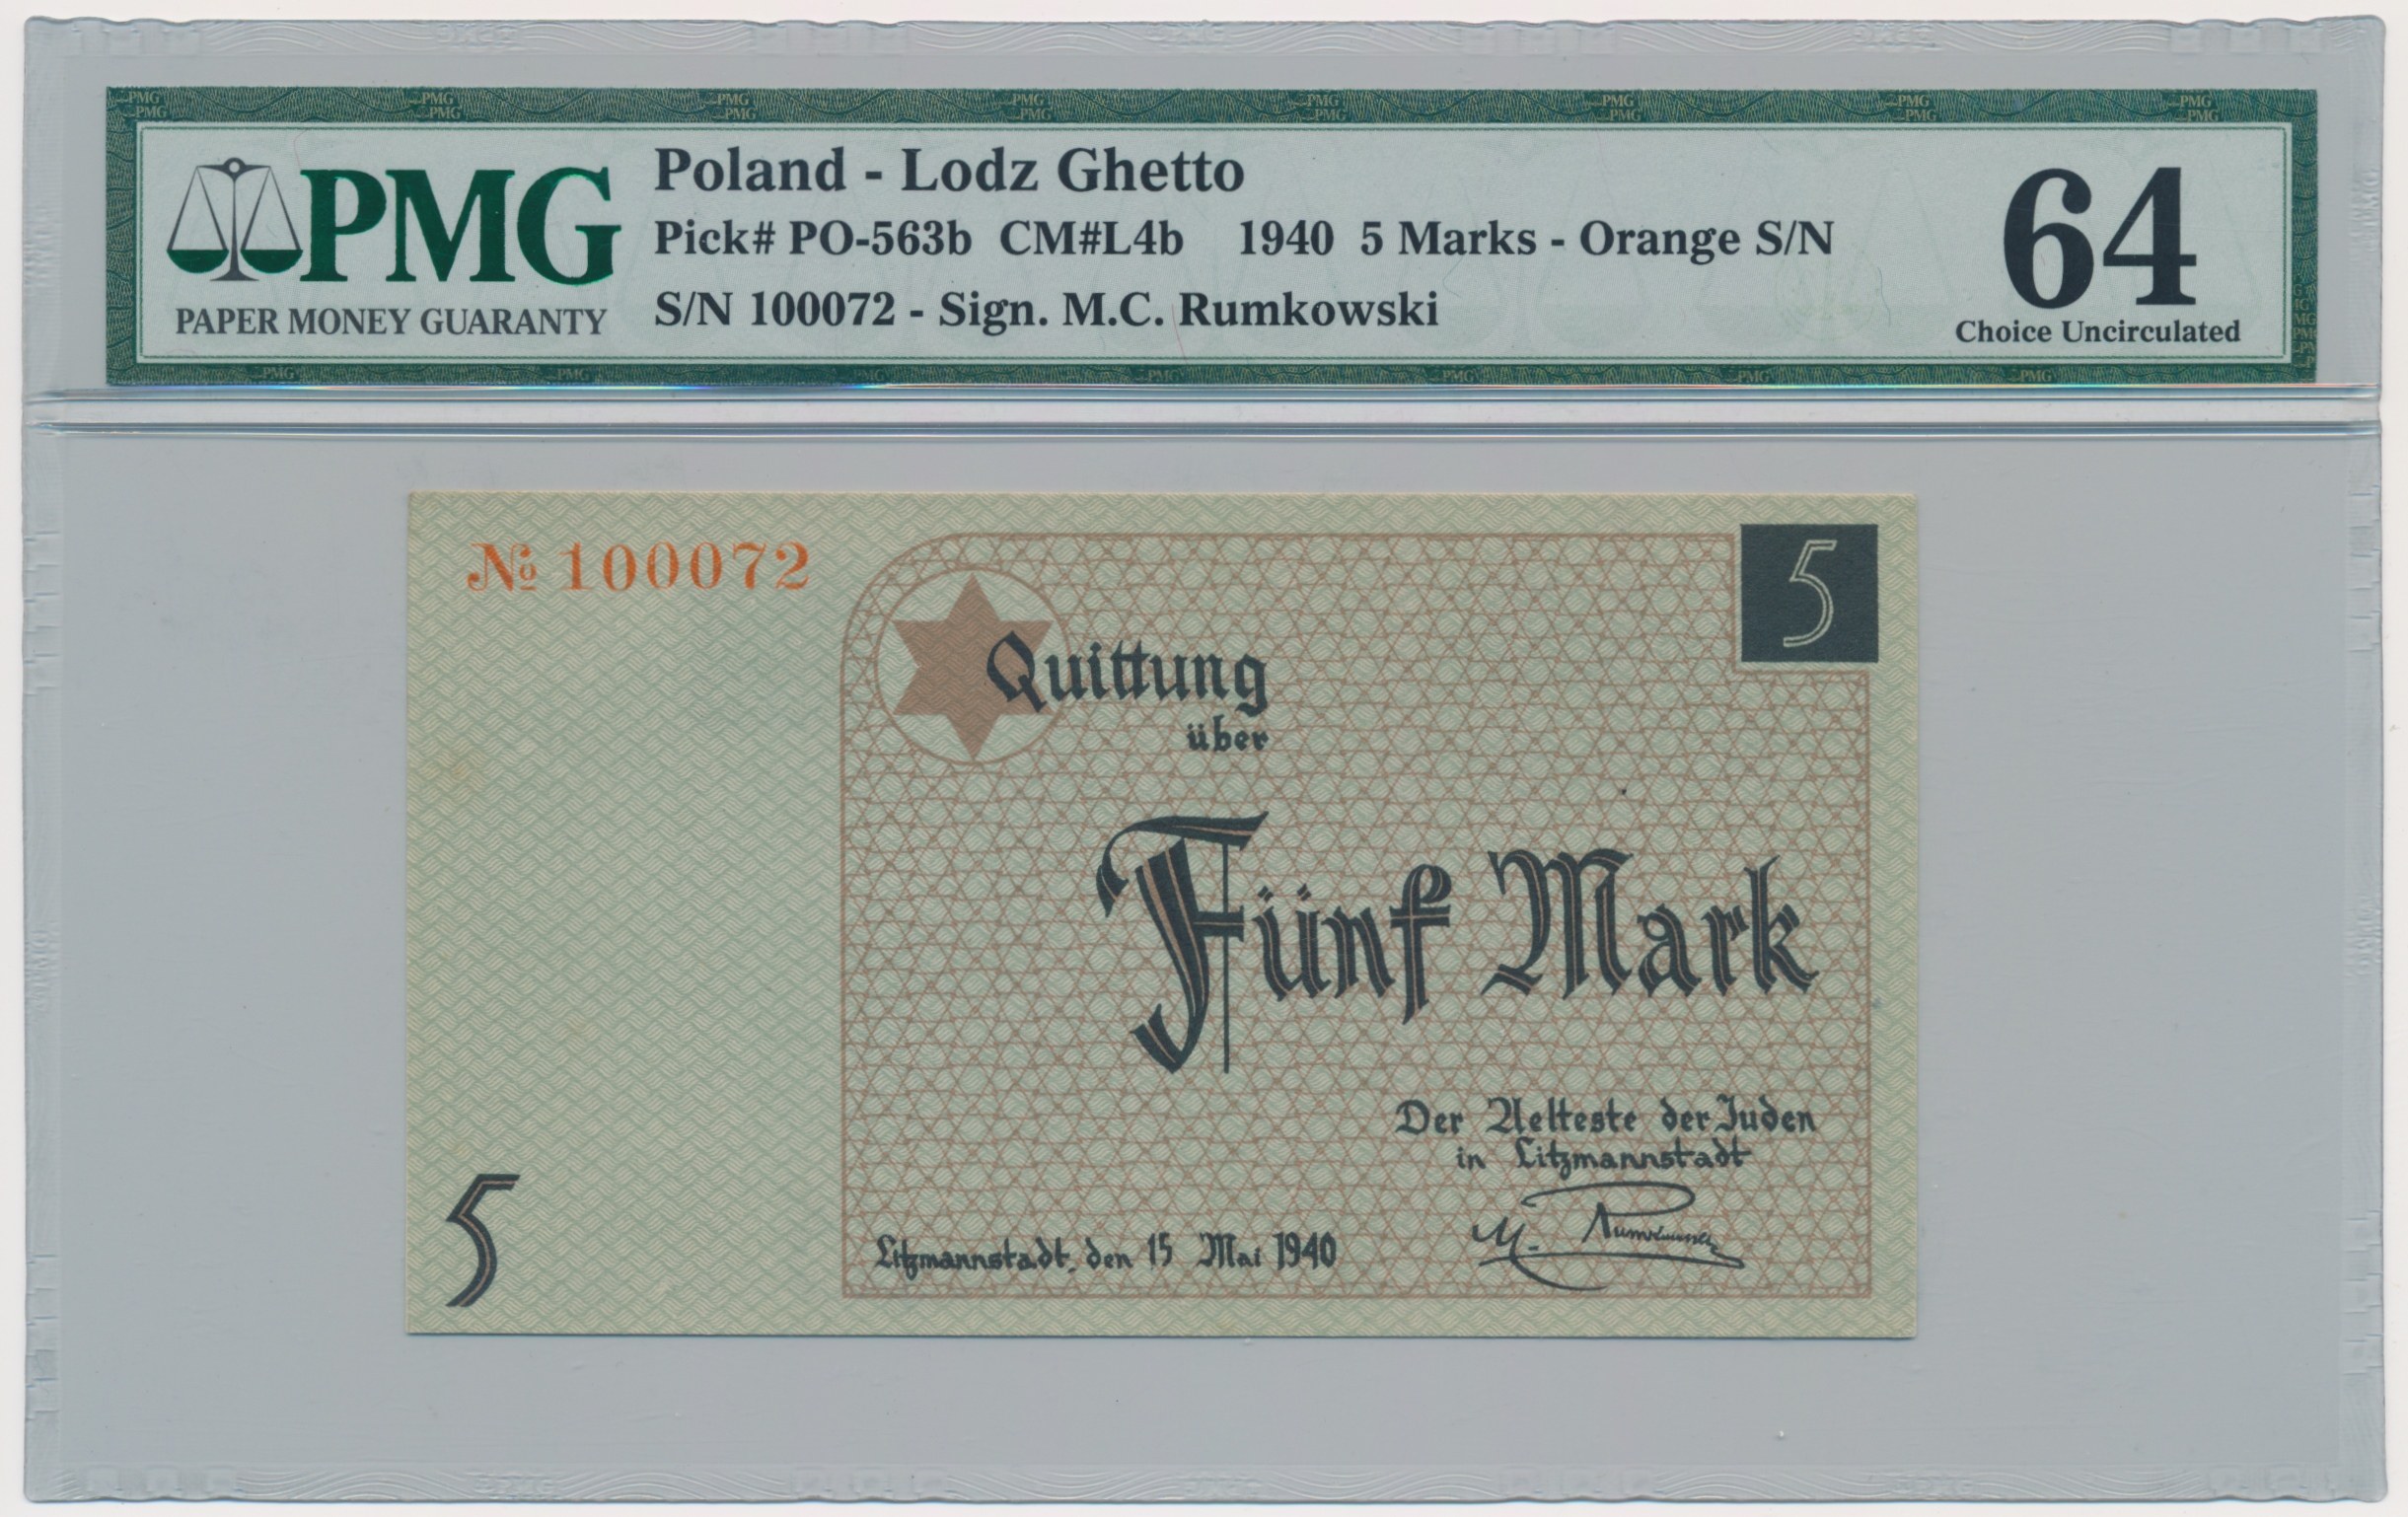 PMG
PAPER MONEY GUARANTY
Poland - Lodz Ghetto
Pick# PO-563b CM#L4b 1940 5 Marks - Orange S/N
S/N 100072 - Sign. M.C. Rumkowski
64
Choice Uncirculated
№ 100072
5
Quittung
über
Fünf Mark
Der Aelteste der Juden
in Litzmannstadt
M. Rumkowski
Litzmannstadt, den 15 Mai 1940
5